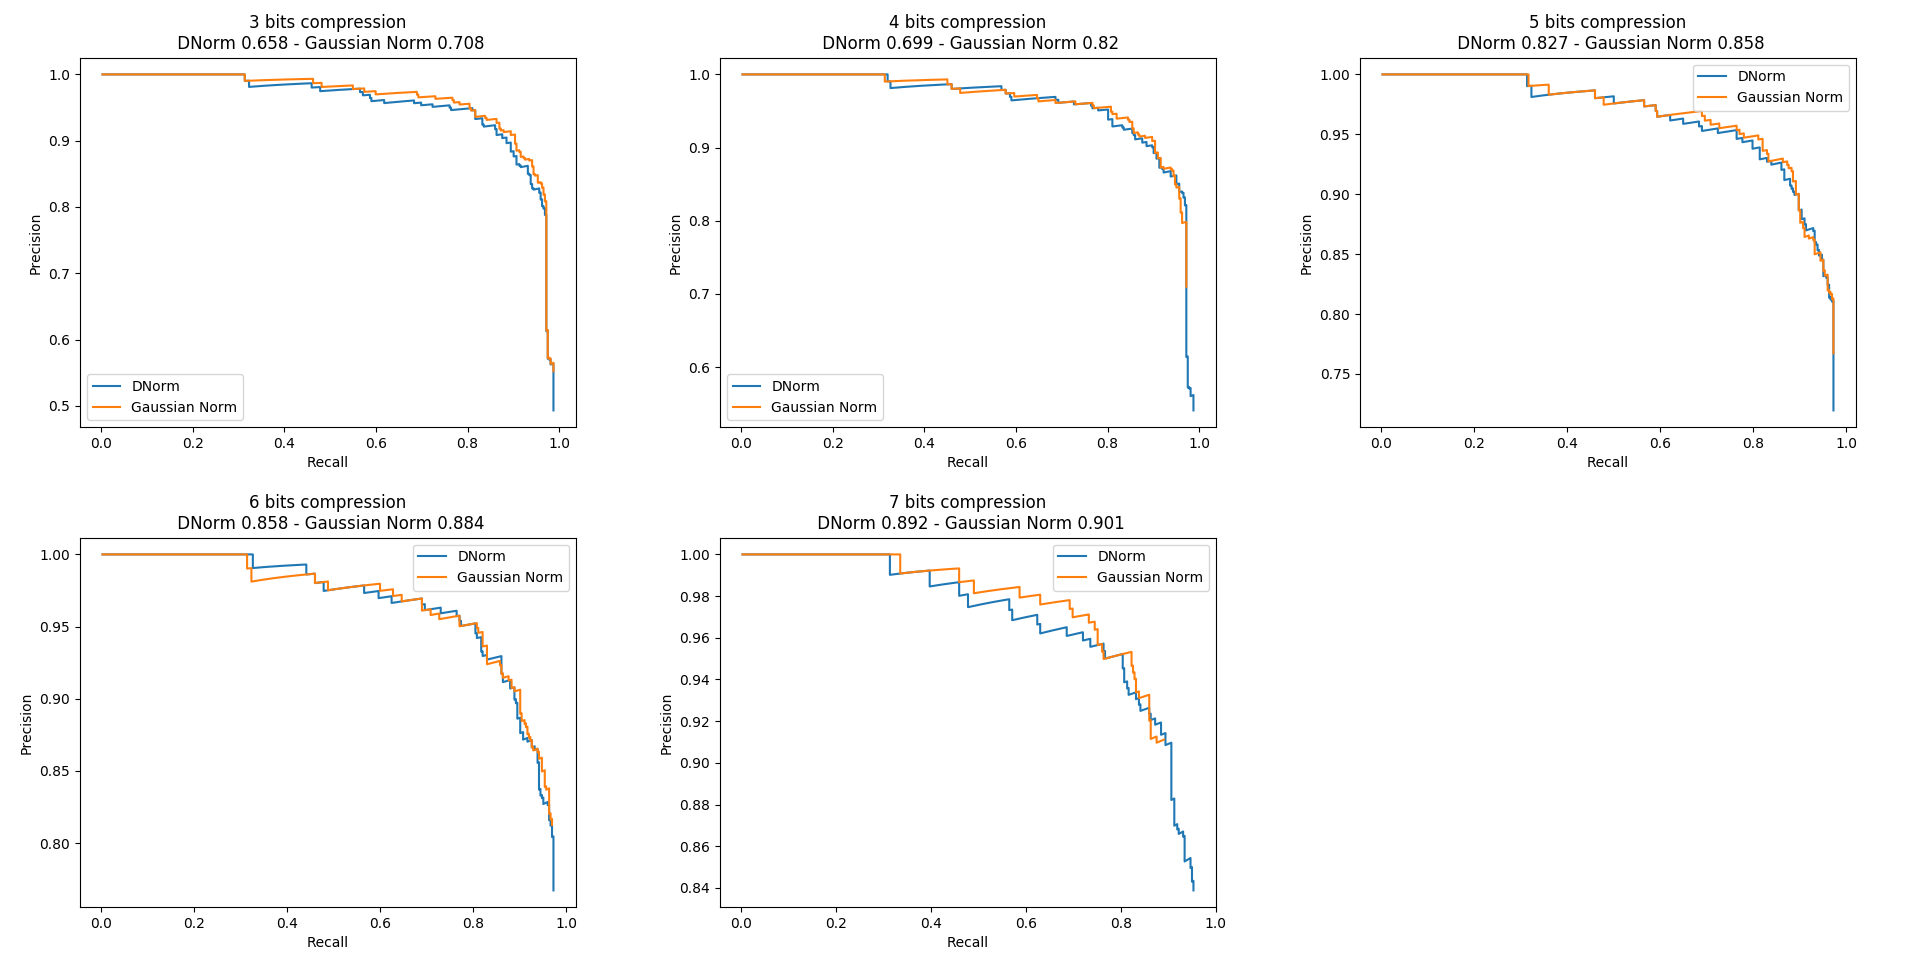 3 bits compression
DNorm 0.658 - Gaussian Norm 0.708
1.0
0.9
0.8
0.7
0.6
0.5
Precision
DNorm
Gaussian Norm
0.0 0.2 0.4 0.6 0.8 1.0
Recall
4 bits compression
DNorm 0.699 - Gaussian Norm 0.82
1.0
0.9
0.8
0.7
0.6
Precision
DNorm
Gaussian Norm
0.0 0.2 0.4 0.6 0.8 1.0
Recall
5 bits compression
DNorm 0.827 - Gaussian Norm 0.858
1.00
0.95
0.90
0.85
0.80
0.75
Precision
DNorm
Gaussian Norm
0.0 0.2 0.4 0.6 0.8 1.0
Recall
6 bits compression
DNorm 0.858 - Gaussian Norm 0.884
1.00
0.95
0.90
0.85
0.80
Precision
DNorm
Gaussian Norm
0.0 0.2 0.4 0.6 0.8 1.0
Recall
7 bits compression
DNorm 0.892 - Gaussian Norm 0.901
1.00
0.98
0.96
0.94
0.92
0.90
0.88
0.86
0.84
Precision
DNorm
Gaussian Norm
0.0 0.2 0.4 0.6 0.8 1.0
Recall